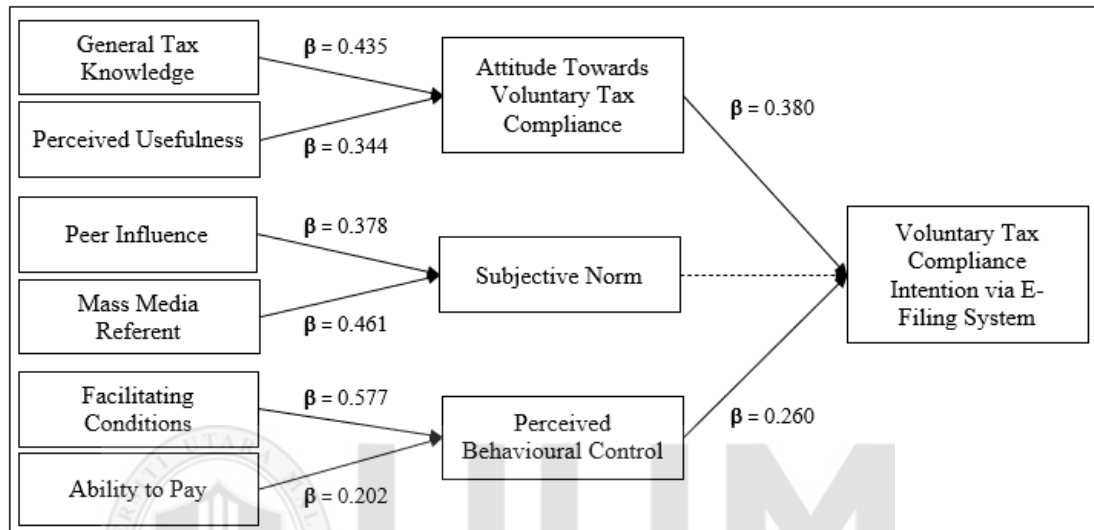 General Tax
Knowledge
β = 0.435
Perceived Usefulness
β = 0.344
Attitude Towards
Voluntary Tax
Compliance
β = 0.380
Peer Influence
β = 0.378
Mass Media
Referent
β = 0.461
Subjective Norm
Voluntary Tax
Compliance
Intention via E-
Filing System
Facilitating
Conditions
β = 0.577
Ability to Pay
β = 0.202
Perceived
Behavioural Control
β = 0.260
UTARA